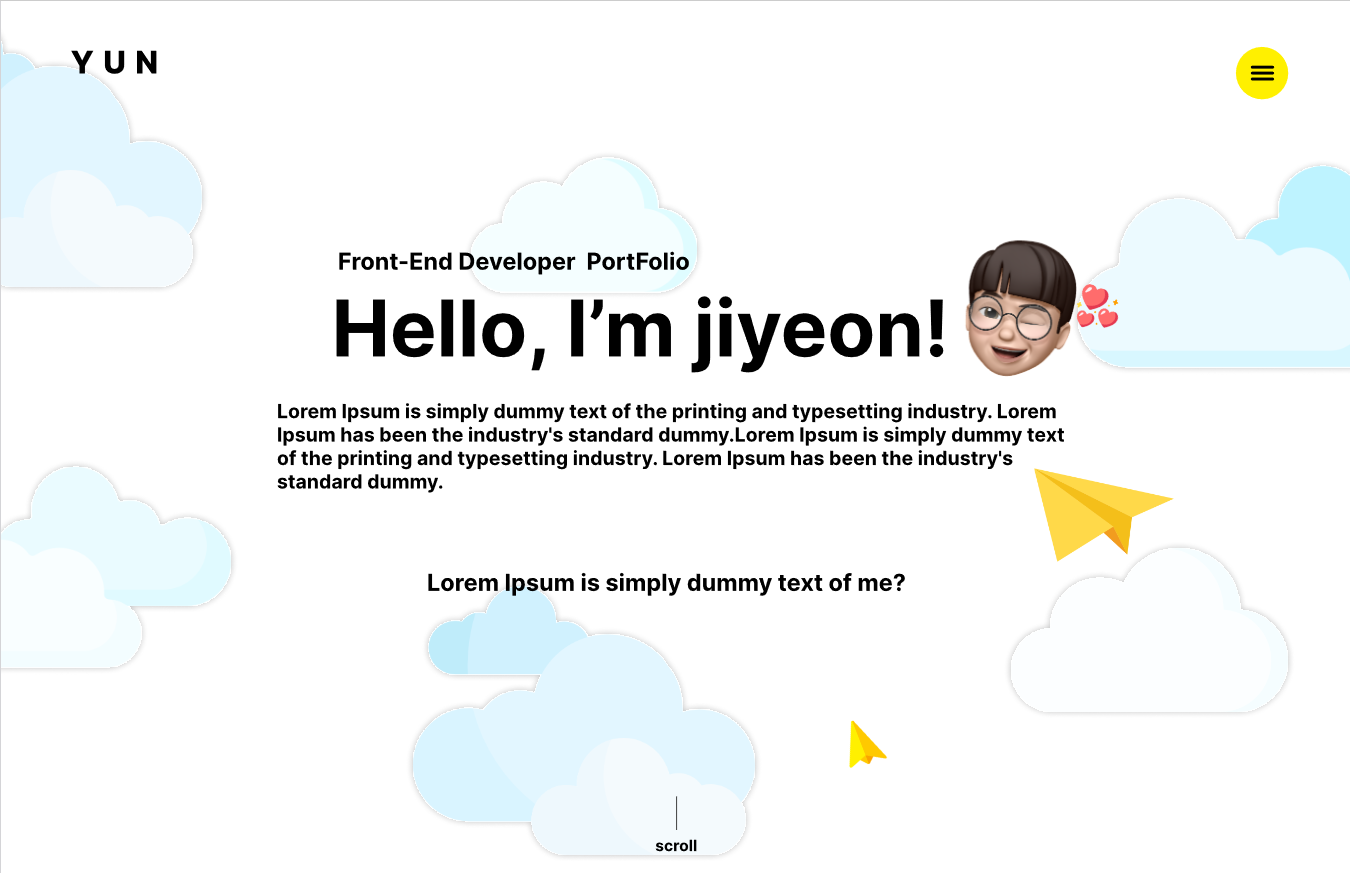 YUN
Front-End Developer  PortFolio
Hello, I’m jiyeon!
Lorem Ipsum is simply dummy text of the printing and typesetting industry. Lorem
Ipsum has been the industry's standard dummy.Lorem Ipsum is simply dummy text
of the printing and typesetting industry. Lorem Ipsum has been the industry's
standard dummy.
Lorem Ipsum is simply dummy text of me?
scroll